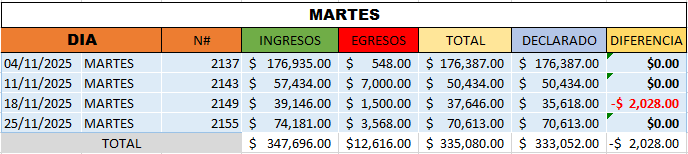 MARTES
DIA N# INGRESOS EGRESOS TOTAL DECLARADO DIFERENCIA
04/11/2025 MARTES 2137 $ 176,935.00 $ 548.00 $ 176,387.00 $ 176,387.00 $0.00
11/11/2025 MARTES 2143 $ 57,434.00 $ 7,000.00 $ 50,434.00 $ 50,434.00 $0.00
18/11/2025 MARTES 2149 $ 39,146.00 $ 1,500.00 $ 37,646.00 $ 35,618.00 -$ 2,028.00
25/11/2025 MARTES 2155 $ 74,181.00 $ 3,568.00 $ 70,613.00 $ 70,613.00 $0.00
TOTAL $ 347,696.00 $12,616.00 $ 335,080.00 $ 333,052.00 -$ 2,028.00